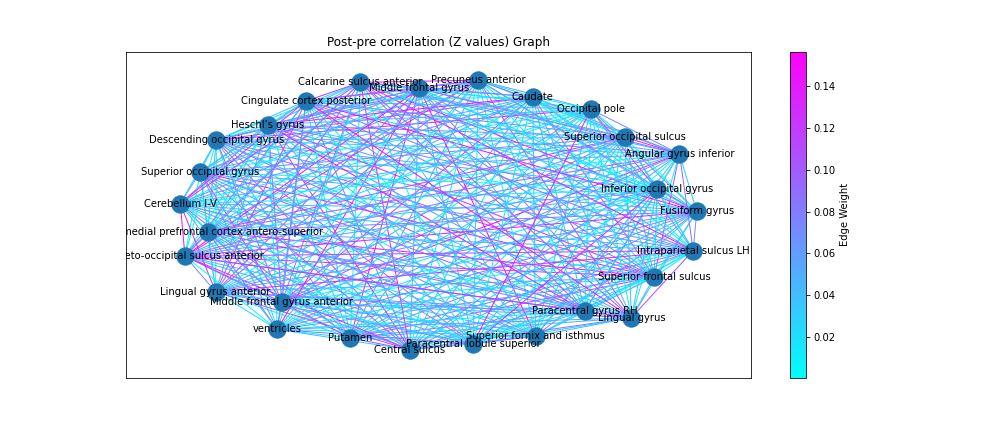 Post-pre correlation (Z values) Graph
Calcarine sulcus anterior
Precuneus anterior
Middle frontal gyrus
Caudate
Cingulate cortex posterior
Occipital pole
Heschl's gyrus
Descending occipital gyrus
Superior occipital sulcus
Angular gyrus inferior
Superior occipital gyrus
Inferior occipital gyrus
Cerebellum I-V
Fusiform gyrus
medial prefrontal cortex antero-superior
Intraparietal sulcus LH
eto-occipital sulcus anterior
Superior frontal sulcus
Lingual gyrus anterior
Middle frontal gyrus anterior
Paracentral gyrus RH
Lingual gyrus
ventricles
Putamen
Superior fornix and isthmus
Paracentral lobule superior
Central sulcus
0.14
0.12
0.10
0.08
0.06
0.04
0.02
Edge Weight